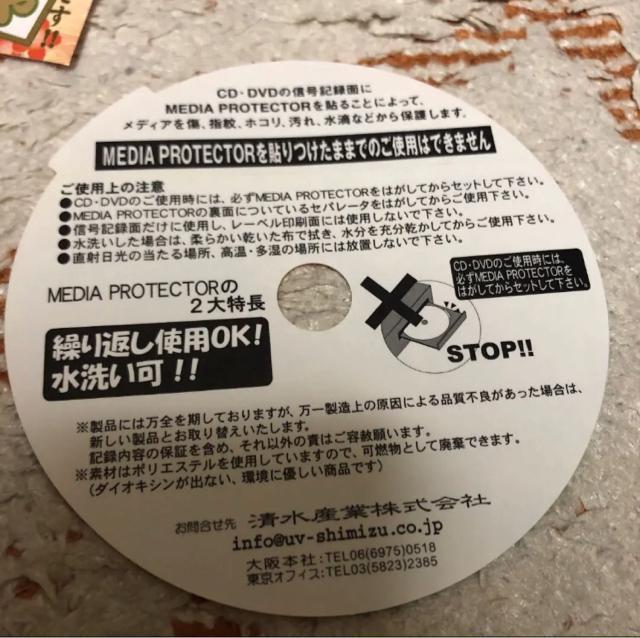 す!!
CD・DVDの信号記録面に
MEDIA PROTECTORを貼ることによって、
メディアを傷、指紋、ホコリ、汚れ、水滴などから保護します。
MEDIA PROTECTORを貼りつけたままでのご使用はできません
ご使用上の注意
●CD・DVDのご使用時には、必ずMEDIA PROTECTORをはがしてからセットして下さい。
●MEDIA PROTECTORの裏面についているセパレータをはがしてからご使用下さい。
●信号記録面だけに使用し、レーベル印刷面には使用しないで下さい。
●水洗いした場合は、柔らかい乾いた布で拭き、水分を充分乾かしてからご使用下さい。
●直射日光の当たる場所、高温・多湿の場所には放置しないで下さい。
MEDIA PROTECTORの
2大特長
繰り返し使用OK!
水洗い可!!
CD・DVDのご使用時には、
必ずMEDIA PROTECTORを
はがしてからセットして下さい。
STOP!!
※製品には万全を期しておりますが、万一製造上の原因による品質不良があった場合は、
新しい製品とお取り替えいたします。
記録内容の保証を含め、それ以外の責はご容赦願います。
※素材はポリエステルを使用していますので、可燃物として廃棄できます。
(ダイオキシンが出ない、環境に優しい商品です)
お問合せ先 清水産業株式会社
info@uv-shimizu.co.jp
大阪本社:TEL06(6975)0518
東京オフィス:TEL03(5823)2385